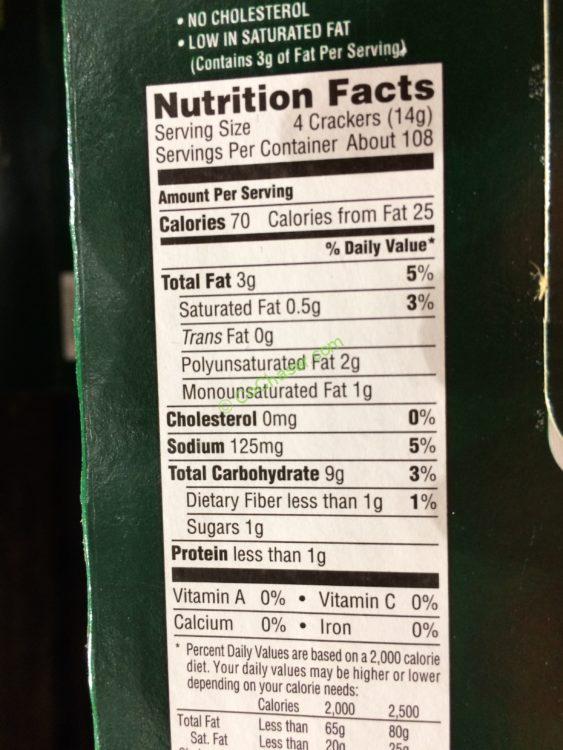 • NO CHOLESTEROL
• LOW IN SATURATED FAT
(Contains 3g of Fat Per Serving)
Nutrition Facts
Serving Size 4 Crackers (14g)
Servings Per Container About 108
Amount Per Serving
Calories 70 Calories from Fat 25
% Daily Value*
Total Fat 3g 5%
Saturated Fat 0.5g 3%
Trans Fat 0g
Polyunsaturated Fat 2g
Monounsaturated Fat 1g
Cholesterol 0mg 0%
Sodium 125mg 5%
Total Carbohydrate 9g 3%
Dietary Fiber less than 1g 1%
Sugars 1g
Protein less than 1g
Vitamin A 0% • Vitamin C 0%
Calcium 0% • Iron 0%
* Percent Daily Values are based on a 2,000 calorie
diet. Your daily values may be higher or lower
depending on your calorie needs:
Calories 2,000 2,500
Total Fat Less than 65g 80g
Sat. Fat Less than 20g 25g